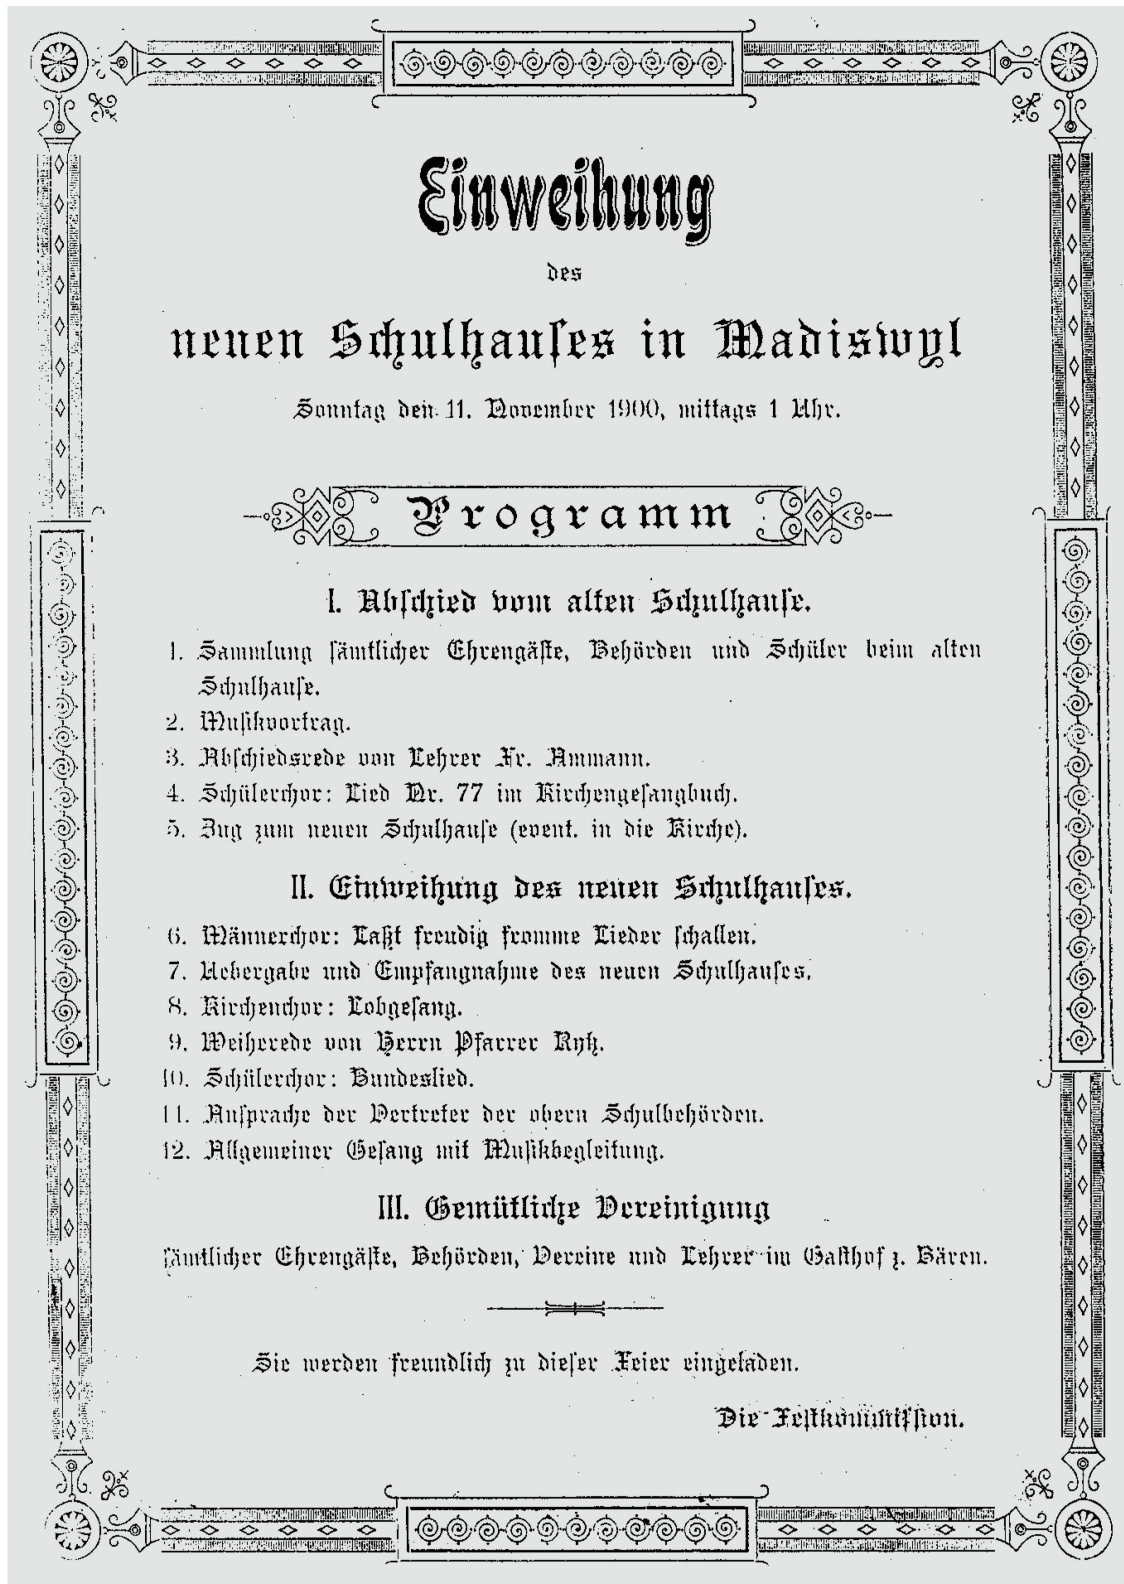 Einweihung
des
neuen Schulhauses in Madiswyl
Sonntag den 11. November 1900, mittags 1 Uhr.
Programm
I. Abschied vom alten Schulhause.
1. Sammlung sämtlicher Ehrengäste, Behörden und Schüler beim alten
Schulhause.
2. Musikvortrag.
3. Abschiedsrede von Lehrer Fr. Ammann.
4. Schülerchor: Lied Nr. 77 im Kirchengesangbuch.
5. Zug zum neuen Schulhause (event. in die Kirche).
II. Einweihung des neuen Schulhauses.
6. Männerchor: Laßt freudig fromme Lieder schallen.
7. Uebergabe und Empfangnahme des neuen Schulhauses.
8. Kirchenchor: Lobgesang.
9. Weiherede von Herrn Pfarrer Rytz.
10. Schülerchor: Bundeslied.
11. Ansprache der Vertreter der obern Schulbehörden.
12. Allgemeiner Gesang mit Musikbegleitung.
III. Gemütliche Vereinigung
sämtlicher Ehrengäste, Behörden, Vereine und Lehrer im Gasthof z. Bären.
Sie werden freundlich zu dieser Feier eingeladen.
Die Festkommission.